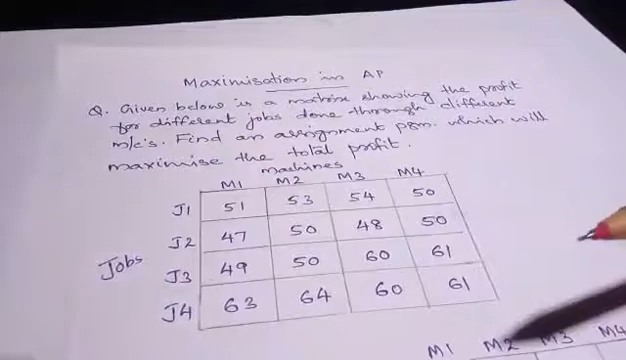 Maximisation in AP
Q. Given below is a matrix showing the profit
for different jobs done through different
m/c's. Find an assignment pgm. which will
maximise the total profit.
machines
M1 M2 M3 M4
J1 51 53 54 50
J2 47 50 48 50
Jobs
J3 49 50 60 61
J4 63 64 60 61
M1 M2 M3 M4